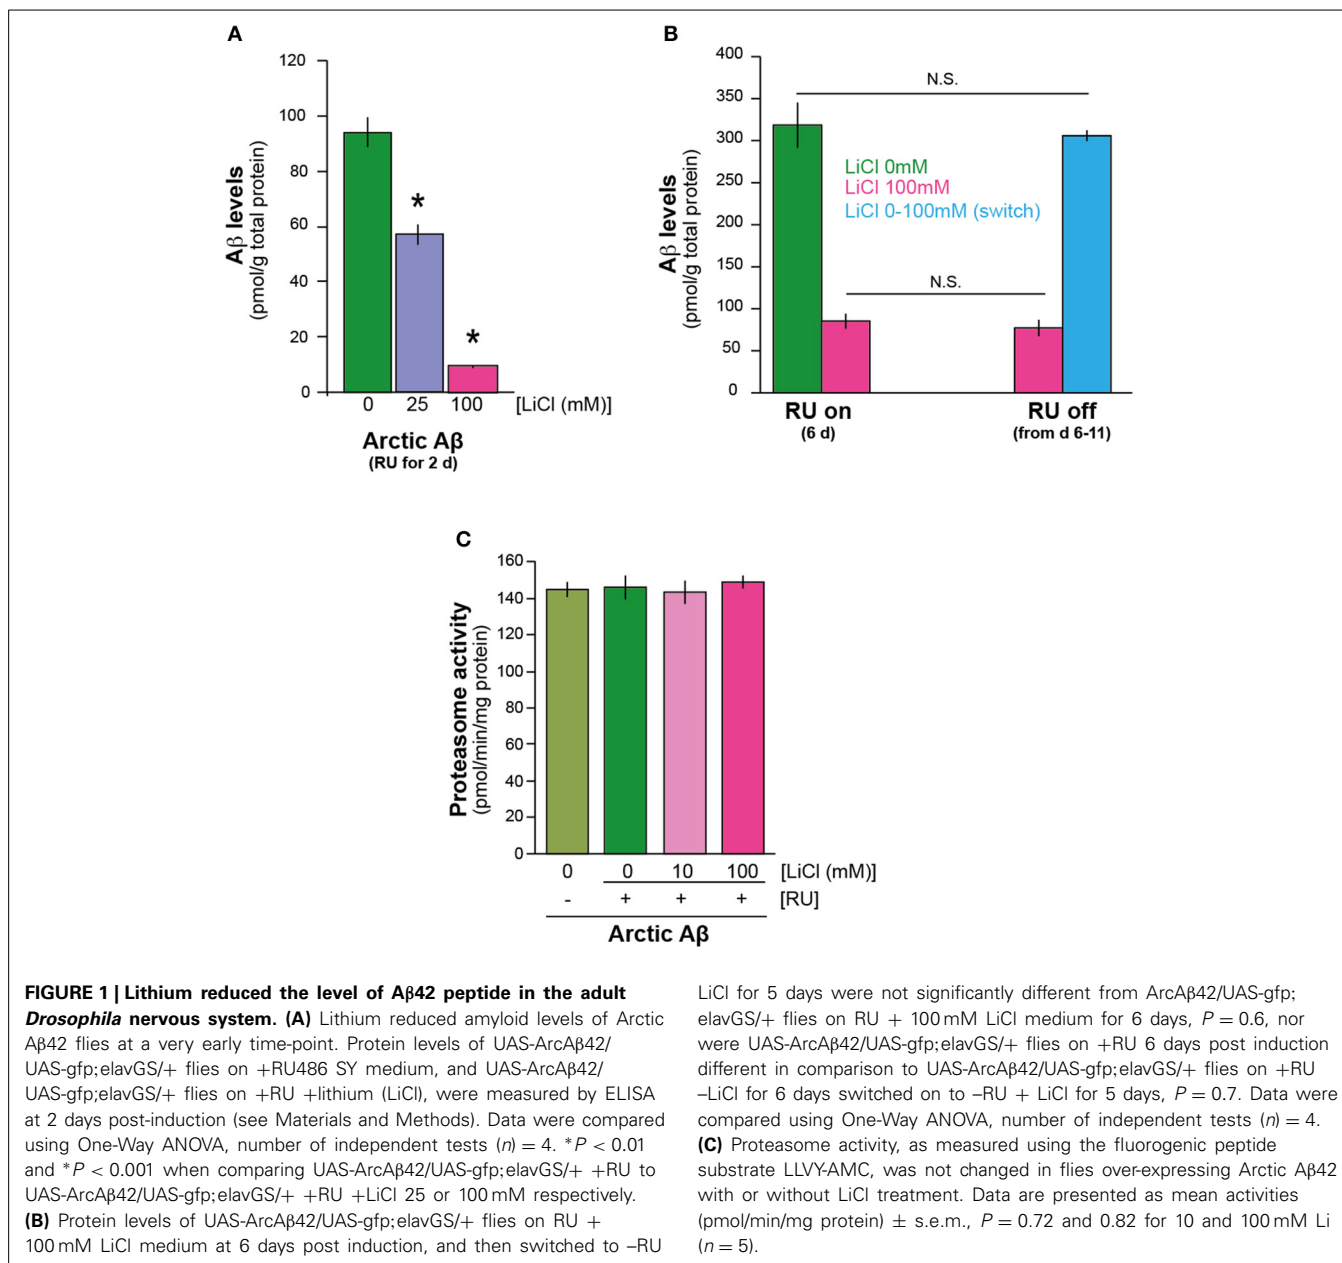 A
120
100
80
60
40
20
0
Aβ levels
(pmol/g total protein)
*
*
0 25 100 [LiCl (mM)]
Arctic Aβ
(RU for 2 d)
B
400
350
300
250
200
150
100
50
0
Aβ levels
(pmol/g total protein)
N.S.
LiCl 0mM
LiCl 100mM
LiCl 0-100mM (switch)
N.S.
RU on
(6 d)
RU off
(from d 6-11)
C
160
140
120
100
80
60
40
20
0
Proteasome activity
(pmol/min/mg protein)
0 0 10 100 [LiCl (mM)]
- + + + [RU]
Arctic Aβ
FIGURE 1 | Lithium reduced the level of Aβ42 peptide in the adult
Drosophila nervous system. (A) Lithium reduced amyloid levels of Arctic
Aβ42 flies at a very early time-point. Protein levels of UAS-ArcAβ42/
UAS-gfp;elavGS/+ flies on +RU486 SY medium, and UAS-ArcAβ42/
UAS-gfp;elavGS/+ flies on +RU +lithium (LiCl), were measured by ELISA
at 2 days post-induction (see Materials and Methods). Data were compared
using One-Way ANOVA, number of independent tests (n) = 4. *P < 0.01
and *P < 0.001 when comparing UAS-ArcAβ42/UAS-gfp;elavGS/+ +RU to
UAS-ArcAβ42/UAS-gfp;elavGS/+ +RU +LiCl 25 or 100 mM respectively.
(B) Protein levels of UAS-ArcAβ42/UAS-gfp;elavGS/+ flies on RU +
100 mM LiCl medium at 6 days post induction, and then switched to –RU
LiCl for 5 days were not significantly different from ArcAβ42/UAS-gfp;
elavGS/+ flies on RU + 100 mM LiCl medium for 6 days, P = 0.6, nor
were UAS-ArcAβ42/UAS-gfp;elavGS/+ flies on +RU 6 days post induction
different in comparison to UAS-ArcAβ42/UAS-gfp;elavGS/+ flies on +RU
–LiCl for 6 days switched on to –RU + LiCl for 5 days, P = 0.7. Data were
compared using One-Way ANOVA, number of independent tests (n) = 4.
(C) Proteasome activity, as measured using the fluorogenic peptide
substrate LLVY-AMC, was not changed in flies over-expressing Arctic Aβ42
with or without LiCl treatment. Data are presented as mean activities
(pmol/min/mg protein) ± s.e.m., P = 0.72 and 0.82 for 10 and 100 mM Li
(n = 5).